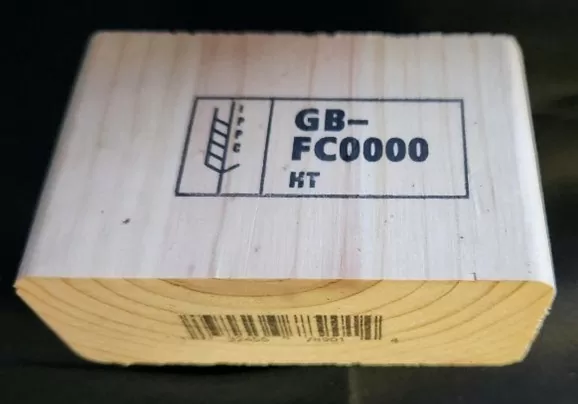 IPPC
GB-
FC0000
HT